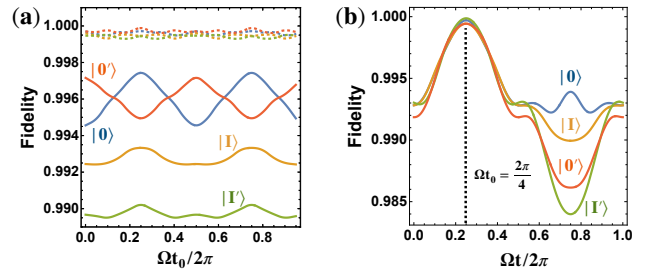 (a)
1.000
0.998
0.996
0.994
0.992
0.990
Fidelity
|0′⟩
|0⟩
|I⟩
|I′⟩
0.0 0.2 0.4 0.6 0.8
Ωt₀/2π
(b)
1.000
0.995
0.990
0.985
Fidelity
|0⟩
|I⟩
|0′⟩
|I′⟩
Ωt₀ = 2π/4
0.0 0.2 0.4 0.6 0.8 1.0
Ωt/2π